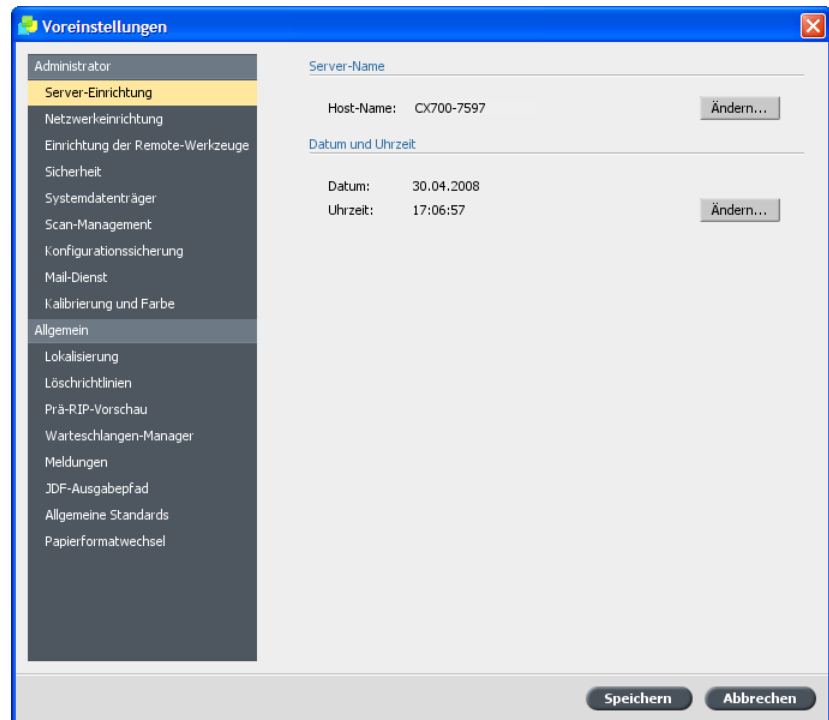 Voreinstellungen
Administrator
Server-Einrichtung
Netzwerkeinrichtung
Einrichtung der Remote-Werkzeuge
Sicherheit
Systemdatenträger
Scan-Management
Konfigurationssicherung
Mail-Dienst
Kalibrierung und Farbe
Allgemein
Lokalisierung
Löschrichtlinien
Prä-RIP-Vorschau
Warteschlangen-Manager
Meldungen
JDF-Ausgabepfad
Allgemeine Standards
Papierformatwechsel
Server-Name
Host-Name: CX700-7597 Ändern...
Datum und Uhrzeit
Datum: 30.04.2008
Uhrzeit: 17:06:57 Ändern...
Speichern Abbrechen